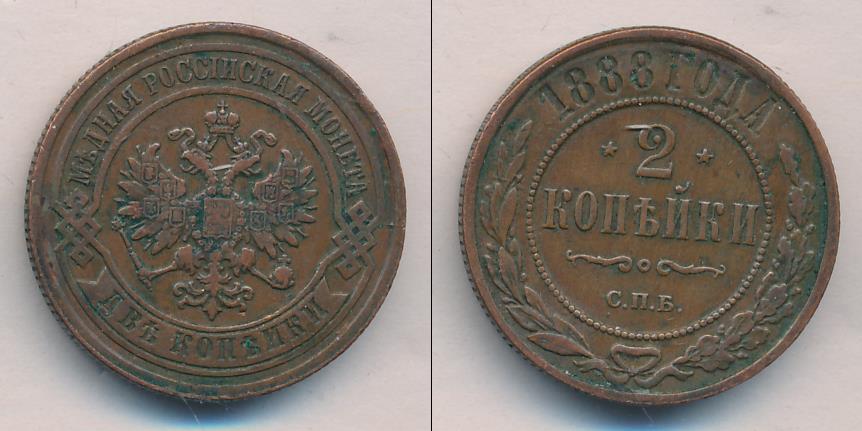 МѢДНАЯ РОССІЙСКАЯ МОНЕТА
ДВѢ КОПѢЙКИ
1888 ГОДА
2
КОПѢЙКИ
С.П.Б.